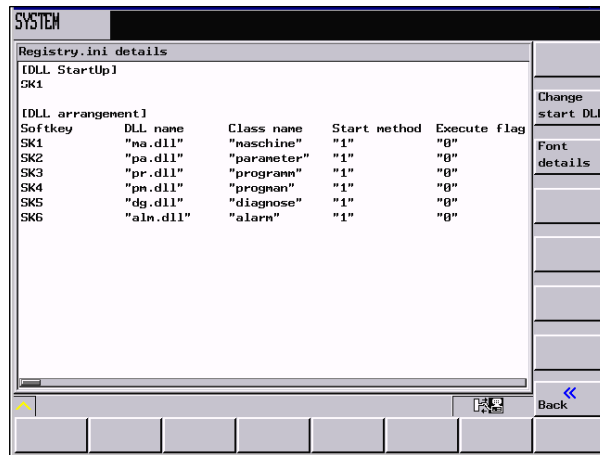 SYSTEM
Registry.ini details
[DLL StartUp]
SK1
[DLL arrangement]
Softkey DLL name Class name Start method Execute flag
SK1 "ma.dll" "maschine" "1" "0"
SK2 "pa.dll" "parameter" "1" "0"
SK3 "pr.dll" "programm" "1" "0"
SK4 "pm.dll" "progman" "1" "0"
SK5 "dg.dll" "diagnose" "1" "0"
SK6 "alm.dll" "alarm" "1" "0"
Change
start DLL
Font
details
«
Back